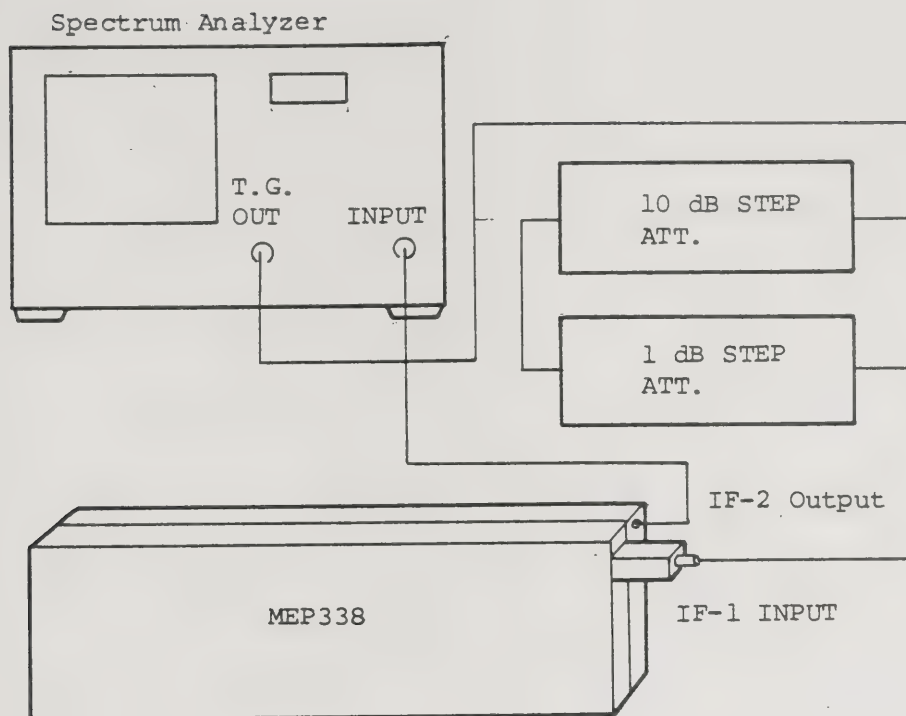 Spectrum Analyzer
T.G.
OUT
INPUT
10 dB STEP
ATT.
1 dB STEP
ATT.
IF-2 Output
MEP338
IF-1 INPUT